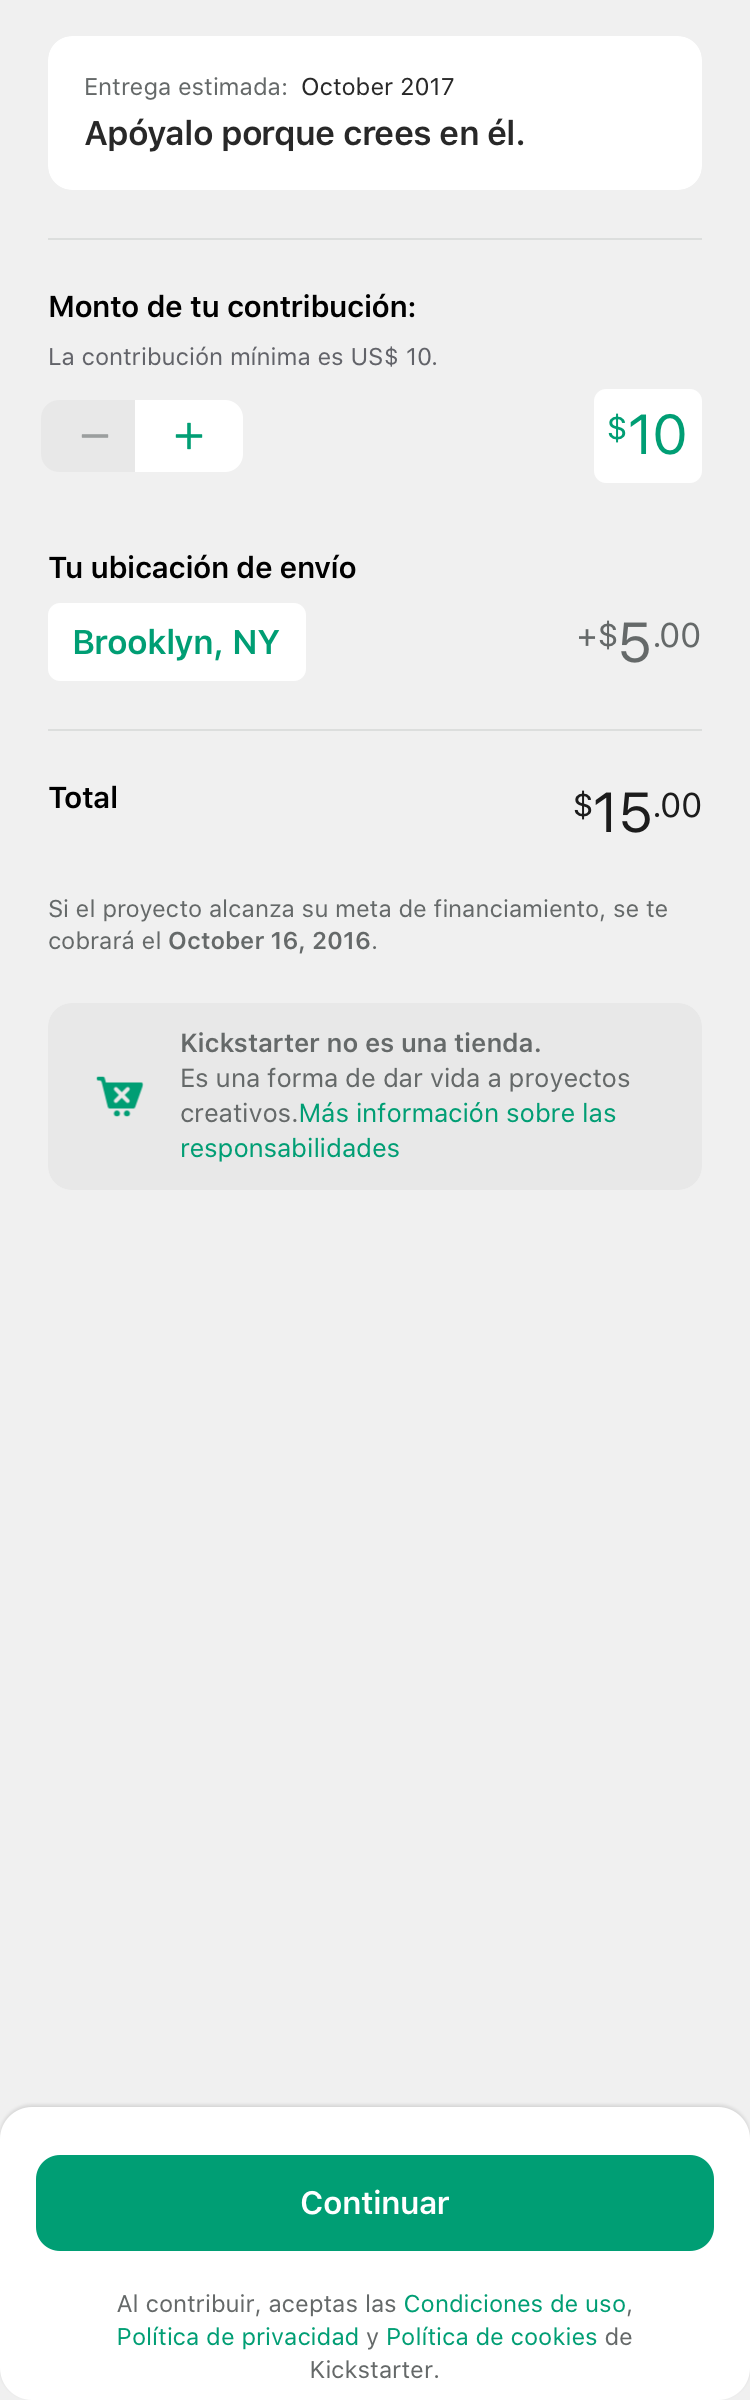 Entrega estimada: October 2017
Apóyalo porque crees en él.
Monto de tu contribución:
La contribución mínima es US$ 10.
$10
Tu ubicación de envío
Brooklyn, NY
+$5.00
Total
$15.00
Si el proyecto alcanza su meta de financiamiento, se te
cobrará el October 16, 2016.
Kickstarter no es una tienda.
Es una forma de dar vida a proyectos
creativos.Más información sobre las
responsabilidades
Continuar
Al contribuir, aceptas las Condiciones de uso,
Política de privacidad y Política de cookies de
Kickstarter.